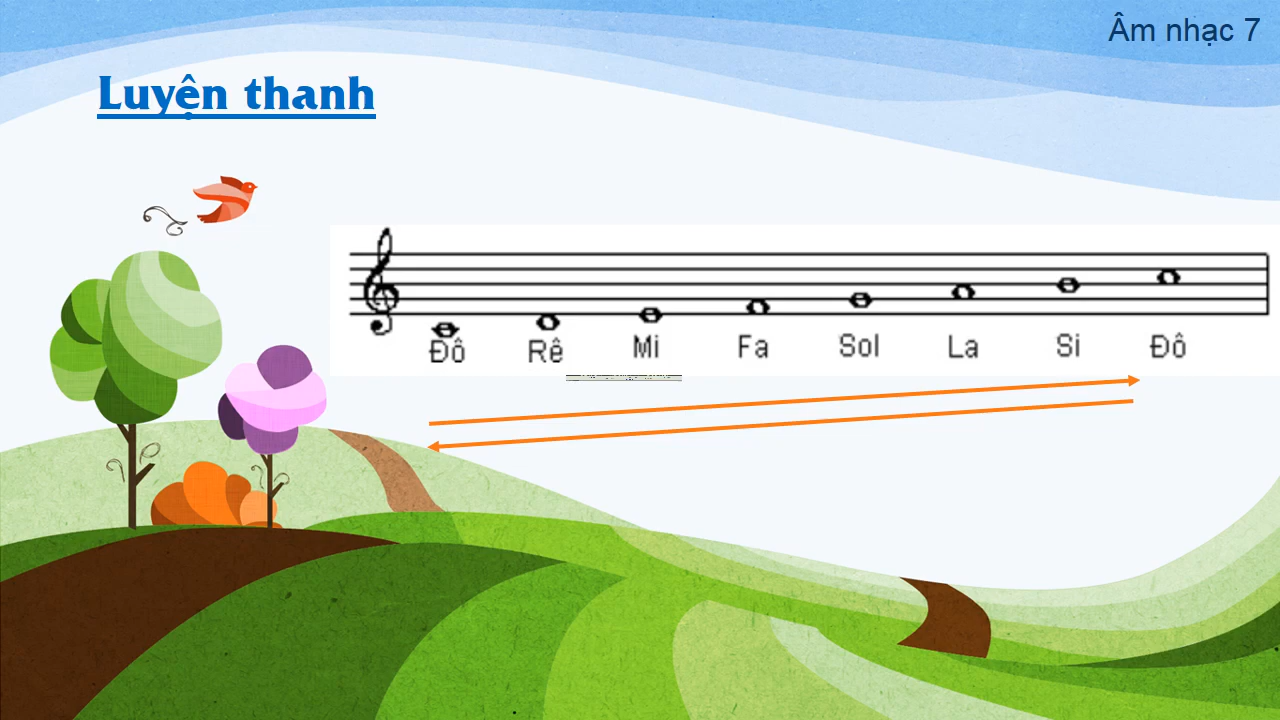 Âm nhạc 7
Luyện thanh
Đô Rê Mi Fa Sol La Si Đô